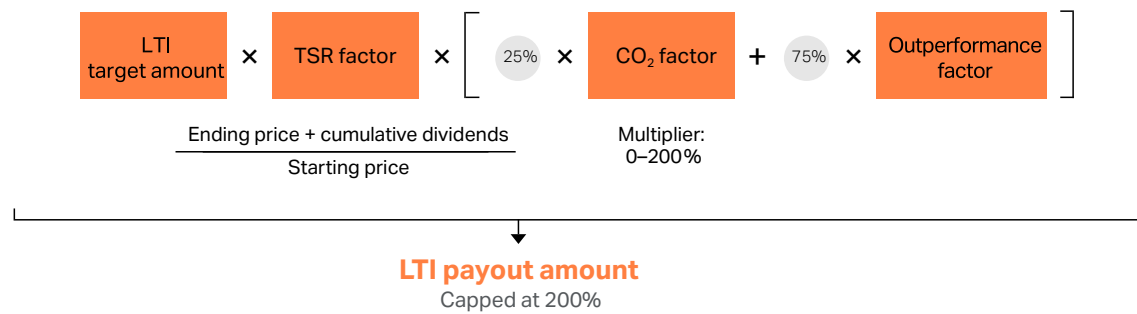 LTI
target amount
×
TSR factor
×
[
25%
×
CO₂ factor
+
75%
×
Outperformance
factor
]
Ending price + cumulative dividends
Starting price
Multiplier:
0–200%
LTI payout amount
Capped at 200%